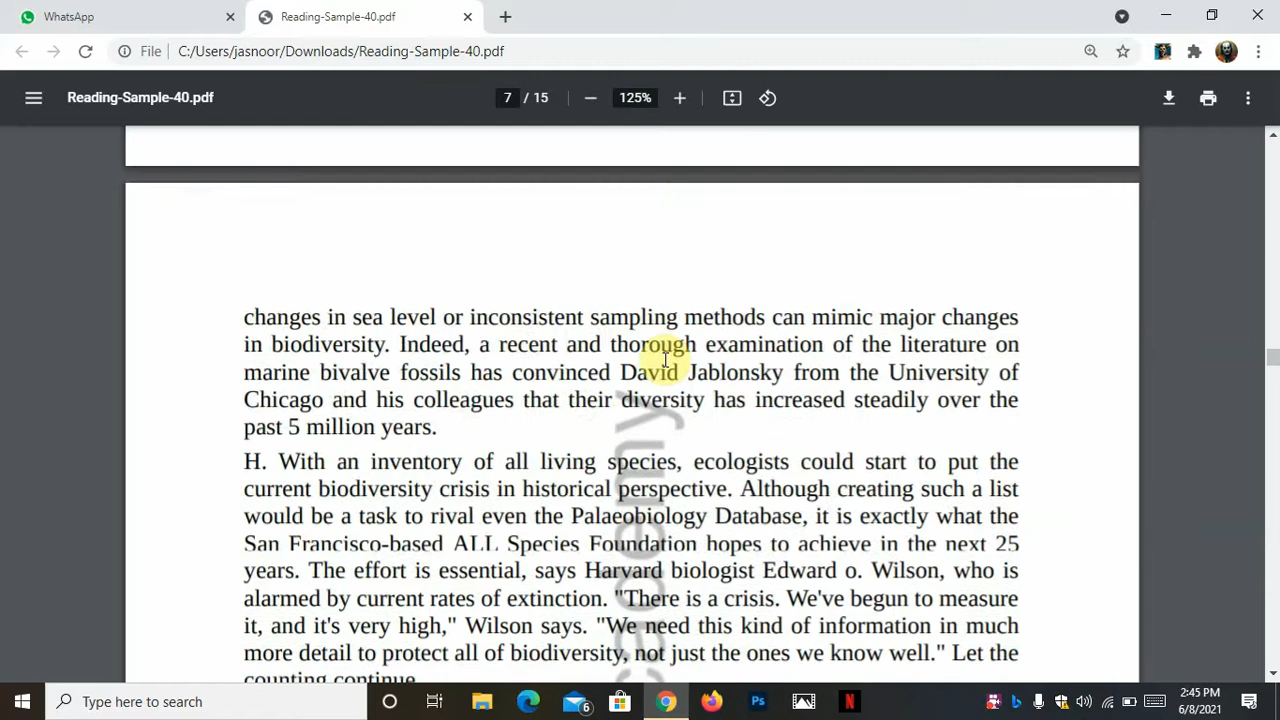 WhatsApp
Reading-Sample-40.pdf
File
C:/Users/jasnoor/Downloads/Reading-Sample-40.pdf
Reading-Sample-40.pdf
7 / 15
125%
changes in sea level or inconsistent sampling methods can mimic major changes
in biodiversity. Indeed, a recent and thorough examination of the literature on
marine bivalve fossils has convinced David Jablonsky from the University of
Chicago and his colleagues that their diversity has increased steadily over the
past 5 million years.
H. With an inventory of all living species, ecologists could start to put the
current biodiversity crisis in historical perspective. Although creating such a list
would be a task to rival even the Palaeobiology Database, it is exactly what the
San Francisco-based ALL Species Foundation hopes to achieve in the next 25
years. The effort is essential, says Harvard biologist Edward o. Wilson, who is
alarmed by current rates of extinction. "There is a crisis. We've begun to measure
it, and it's very high," Wilson says. "We need this kind of information in much
more detail to protect all of biodiversity, not just the ones we know well." Let the
counting continue
Type here to search
6
2:45 PM
6/8/2021